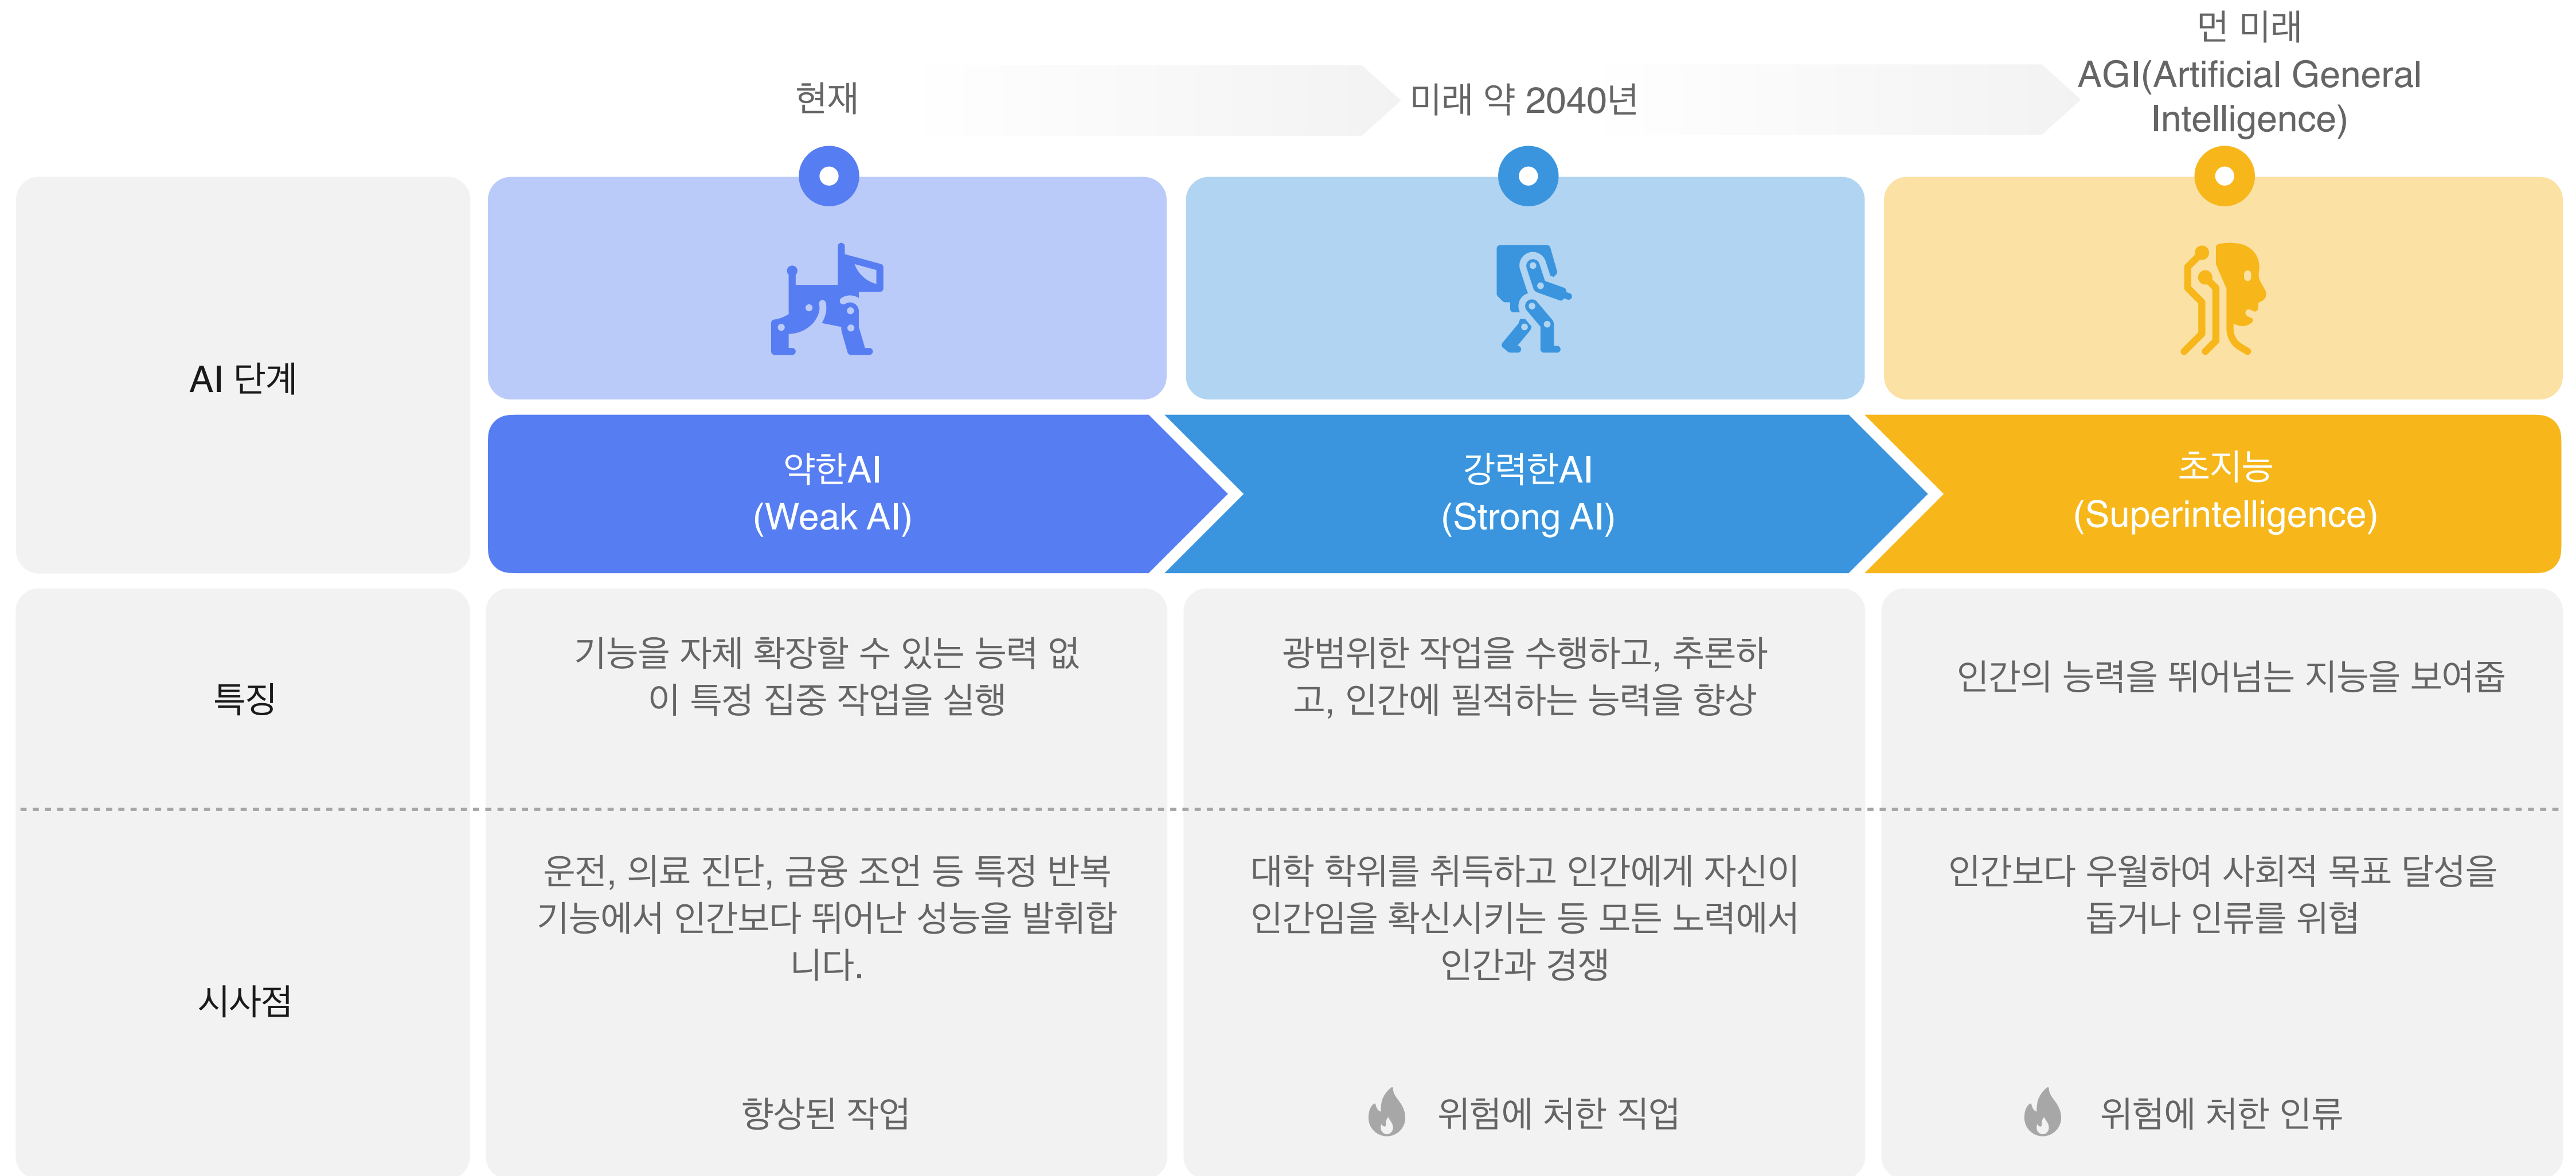 현재
미래 약 2040년
먼 미래
AGI(Artificial General
Intelligence)
AI 단계
약한AI
(Weak AI)
강력한AI
(Strong AI)
초지능
(Superintelligence)
특징
기능을 자체 확장할 수 있는 능력 없
이 특정 집중 작업을 실행
광범위한 작업을 수행하고, 추론하
고, 인간에 필적하는 능력을 향상
인간의 능력을 뛰어넘는 지능을 보여줍
시사점
운전, 의료 진단, 금융 조언 등 특정 반복
기능에서 인간보다 뛰어난 성능을 발휘합
니다.
대학 학위를 취득하고 인간에게 자신이
인간임을 확신시키는 등 모든 노력에서
인간과 경쟁
인간보다 우월하여 사회적 목표 달성을
돕거나 인류를 위협
향상된 작업
위험에 처한 직업
위험에 처한 인류